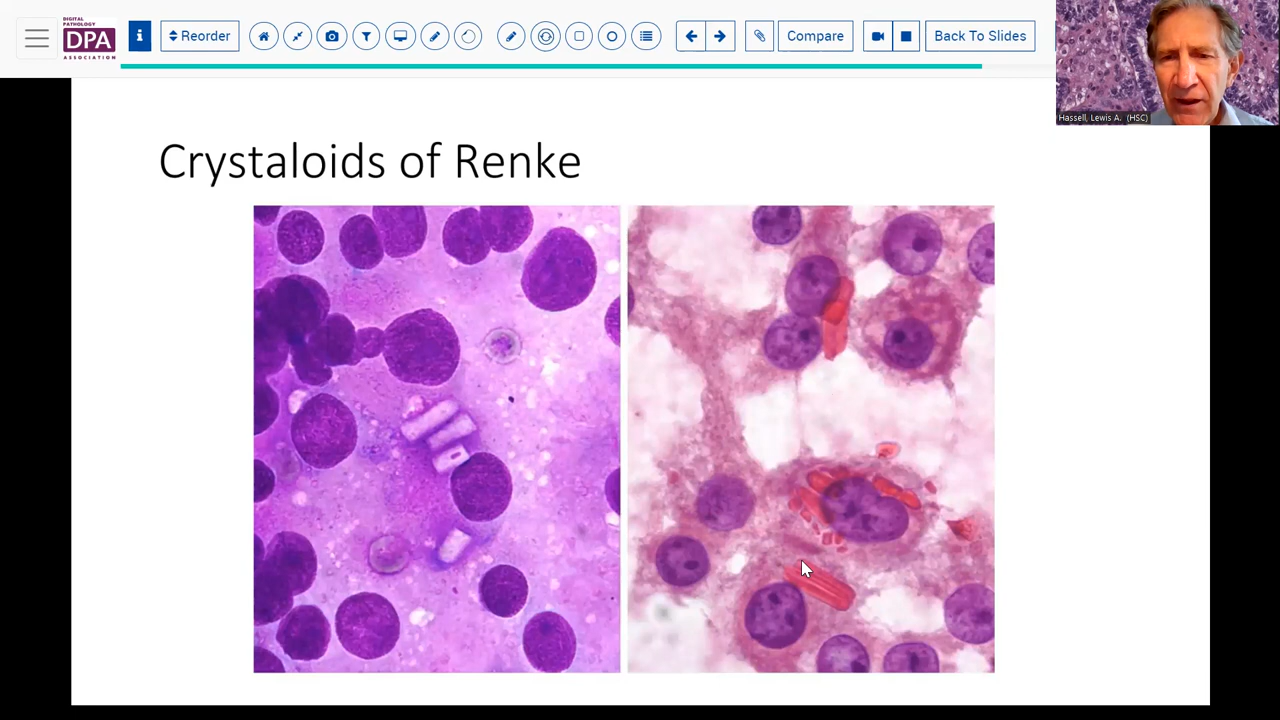 DIGITAL
PATHOLOGY
DPA
ASSOCIATION
i
Reorder
Compare
Back To Slides
Hassell, Lewis A. (HSC)
Crystaloids of Renke